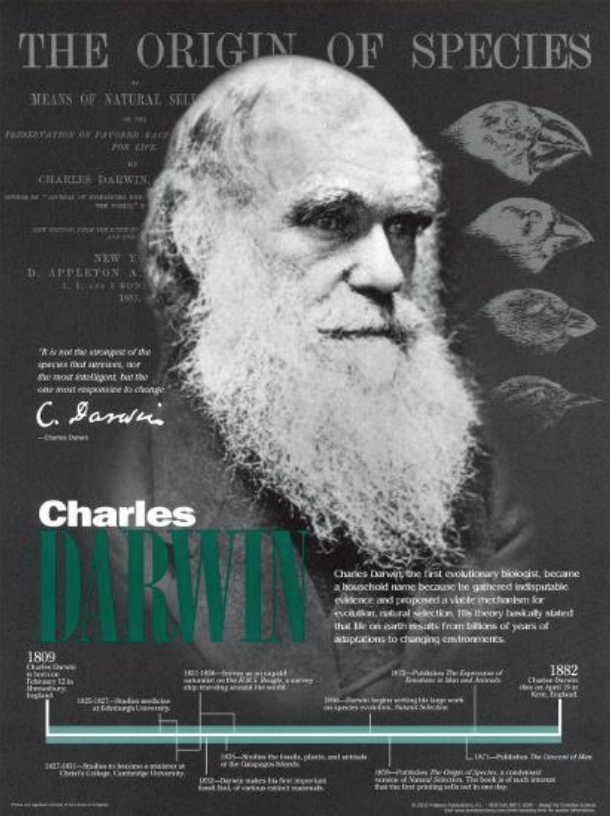 THE ORIGIN OF SPECIES
BY
MEANS OF NATURAL SEL
OR THE
PRESERVATION OF FAVORED RACE
FOR LIFE
BY
CHARLES DARWIN,
NEW Y
D. APPLETON A
1, 3, AND 5 BON
"It is not the strongest of the
species that survives, nor
the most intelligent, but the
one most responsive to change.
C. Darwin
—Charles Darwin
Charles
DARWIN
Charles Darwin, the first evolutionary biologist, became
a household name because he gathered indisputable
evidence and proposed a viable mechanism for
evolution, natural selection. His theory basically stated
that life on earth results from billions of years of
adaptations to changing environments.
1809
Charles Darwin
is born on
February 12 in
Shrewsbury,
England.
1825-1827—Studies medicine
at Edinburgh University.
1831-1836—Serves as an unpaid
naturalist on the H.M.S. Beagle, a survey
ship traveling around the world.
1872—Publishes The Expression of
Emotions in Man and Animals.
1856—Darwin begins writing his large work
on species evolution, Natural Selection.
1882
Charles Darwin
dies on April 19 in
Kent, England.
1827-1831—Studies to become a minister at
Christ's College, Cambridge University.
1832—Darwin makes his first important
fossil find, of various extinct mammals.
1835—Studies the fossils, plants, and animals
of the Galapagos Islands.
1859—Publishes The Origin of Species, a condensed
version of Natural Selection. The book is of such interest
that the first printing sells out in one day.
1871—Publishes The Descent of Man